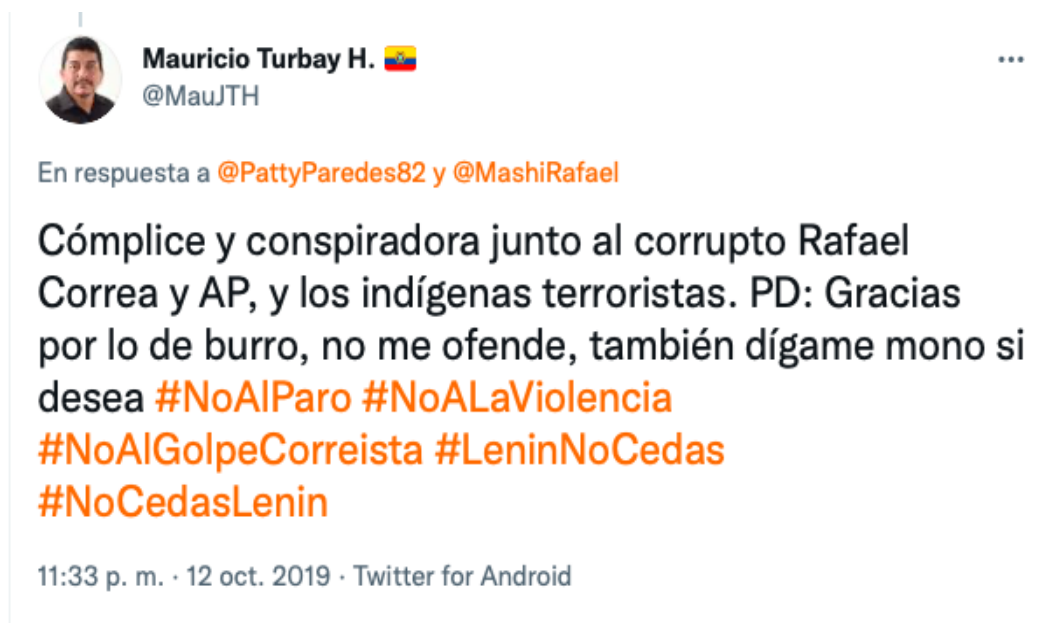 Mauricio Turbay H. 🇪🇨
@MauJTH
En respuesta a @PattyParedes82 y @MashiRafael
Cómplice y conspiradora junto al corrupto Rafael
Correa y AP, y los indígenas terroristas. PD: Gracias
por lo de burro, no me ofende, también dígame mono si
desea #NoAlParo #NoALaViolencia
#NoAlGolpeCorreista #LeninNoCedas
#NoCedasLenin
11:33 p. m. · 12 oct. 2019 · Twitter for Android